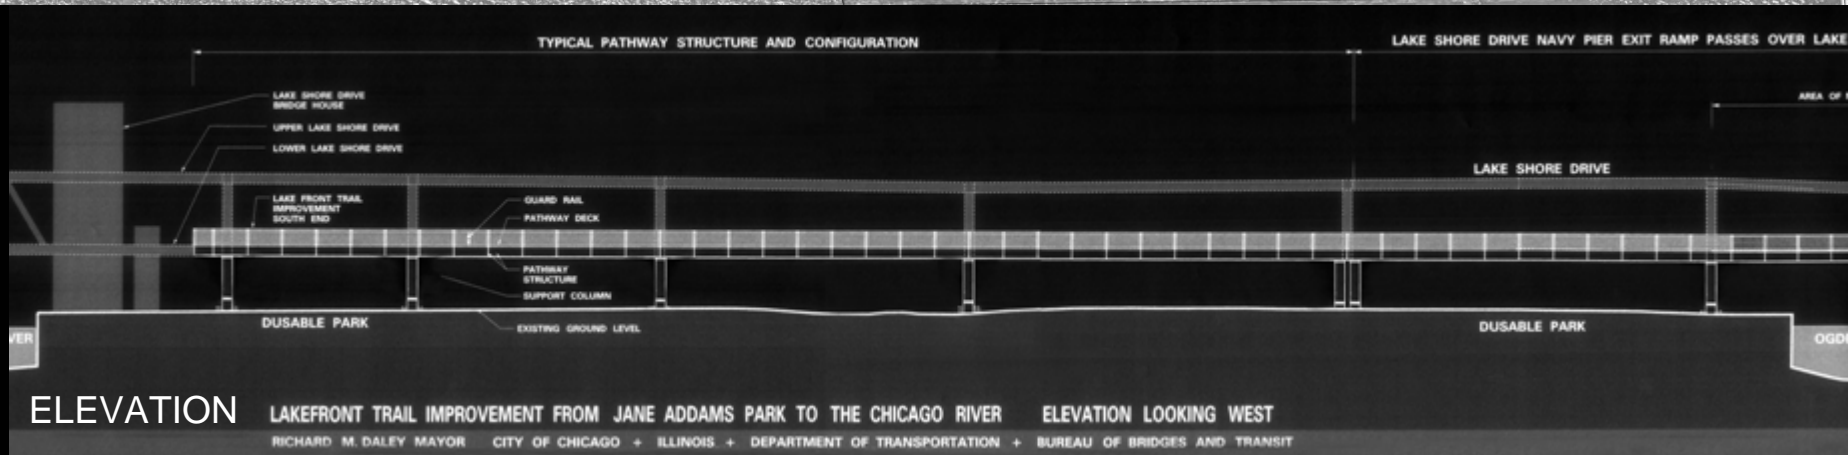 TYPICAL PATHWAY STRUCTURE AND CONFIGURATION
LAKE SHORE DRIVE NAVY PIER EXIT RAMP PASSES OVER LAKE
LAKE SHORE DRIVE
BRIDGE HOUSE
AREA OF
UPPER LAKE SHORE DRIVE
LOWER LAKE SHORE DRIVE
LAKE SHORE DRIVE
LAKE FRONT TRAIL
IMPROVEMENT
SOUTH END
GUARD RAIL
PATHWAY DECK
PATHWAY
STRUCTURE
SUPPORT COLUMN
EXISTING GROUND LEVEL
DUSABLE PARK
DUSABLE PARK
VER
OGD
ELEVATION
LAKEFRONT TRAIL IMPROVEMENT FROM JANE ADDAMS PARK TO THE CHICAGO RIVER ELEVATION LOOKING WEST
RICHARD M. DALEY MAYOR CITY OF CHICAGO + ILLINOIS + DEPARTMENT OF TRANSPORTATION + BUREAU OF BRIDGES AND TRANSIT